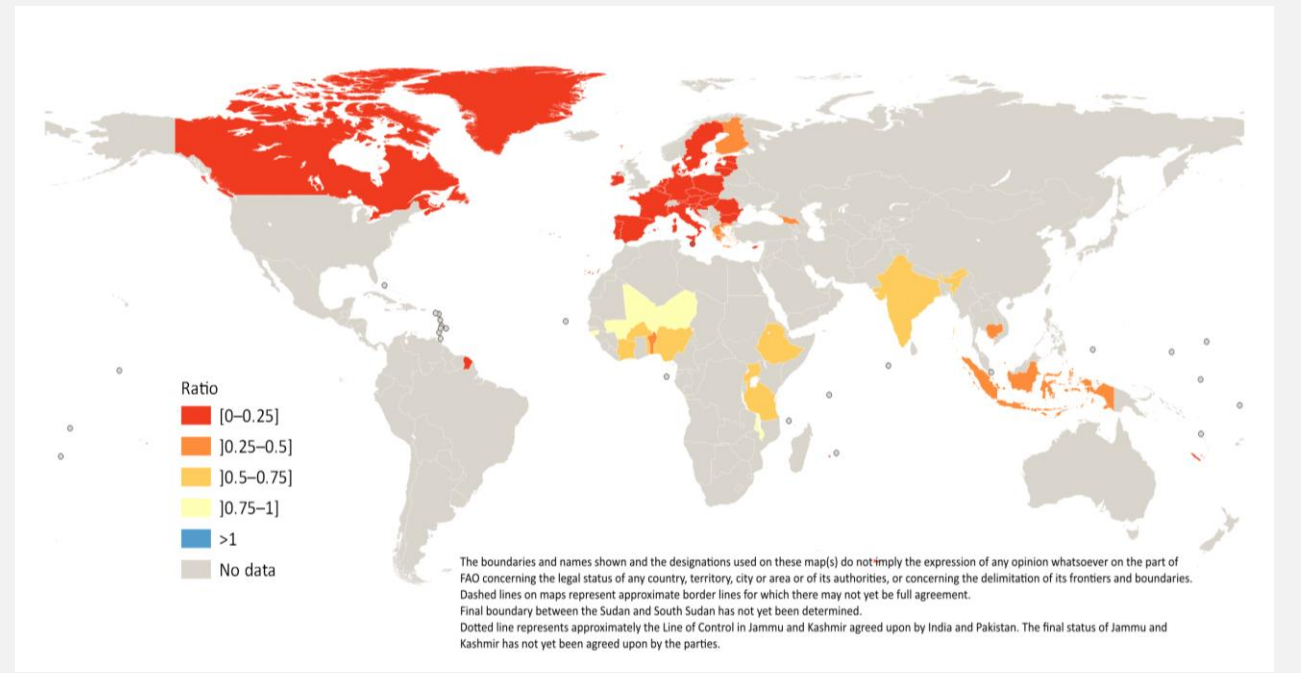 Ratio
[0–0.25]
]0.25–0.5]
]0.5–0.75]
]0.75–1]
>1
No data
The boundaries and names shown and the designations used on these map(s) do not imply the expression of any opinion whatsoever on the part of
FAO concerning the legal status of any country, territory, city or area or of its authorities, or concerning the delimitation of its frontiers and boundaries.
Dashed lines on maps represent approximate border lines for which there may not yet be full agreement.
Final boundary between the Sudan and South Sudan has not yet been determined.
Dotted line represents approximately the Line of Control in Jammu and Kashmir agreed upon by India and Pakistan. The final status of Jammu and
Kashmir has not yet been agreed upon by the parties.